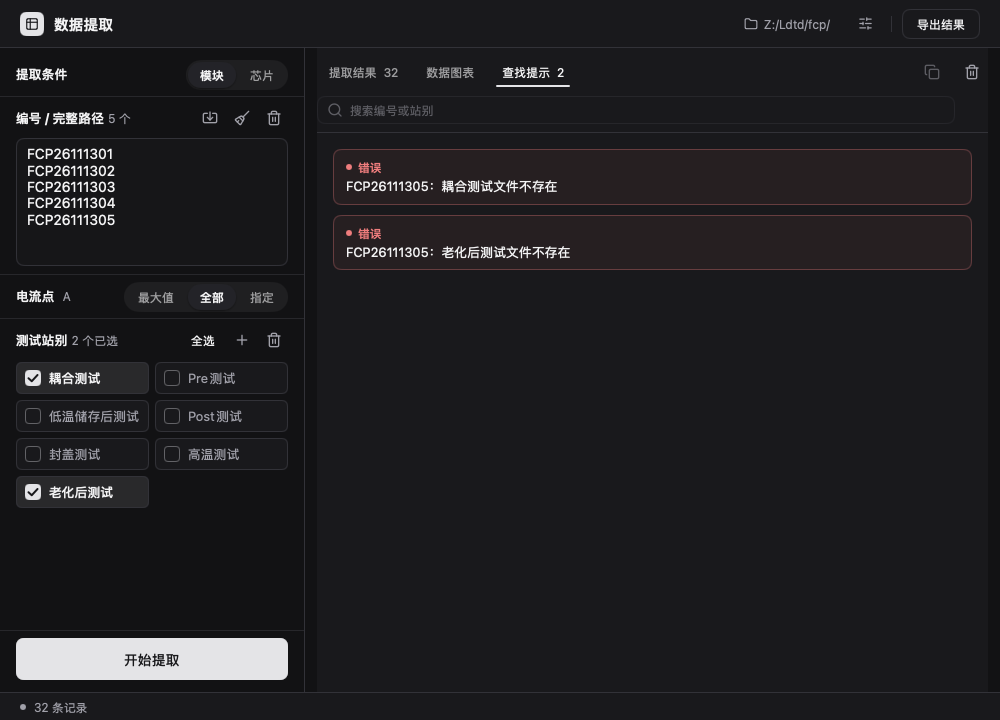 数据提取
Z:/Ldtd/fcp/
导出结果
提取条件
模块
芯片
编号 / 完整路径 5 个
FCP26111301
FCP26111302
FCP26111303
FCP26111304
FCP26111305
电流点 A
最大值
全部
指定
测试站别 2 个已选
全选
耦合测试
Pre测试
低温储存后测试
Post测试
封盖测试
高温测试
老化后测试
开始提取
提取结果 32
数据图表
查找提示 2
搜索编号或站别
错误
FCP26111305：耦合测试文件不存在
错误
FCP26111305：老化后测试文件不存在
32 条记录